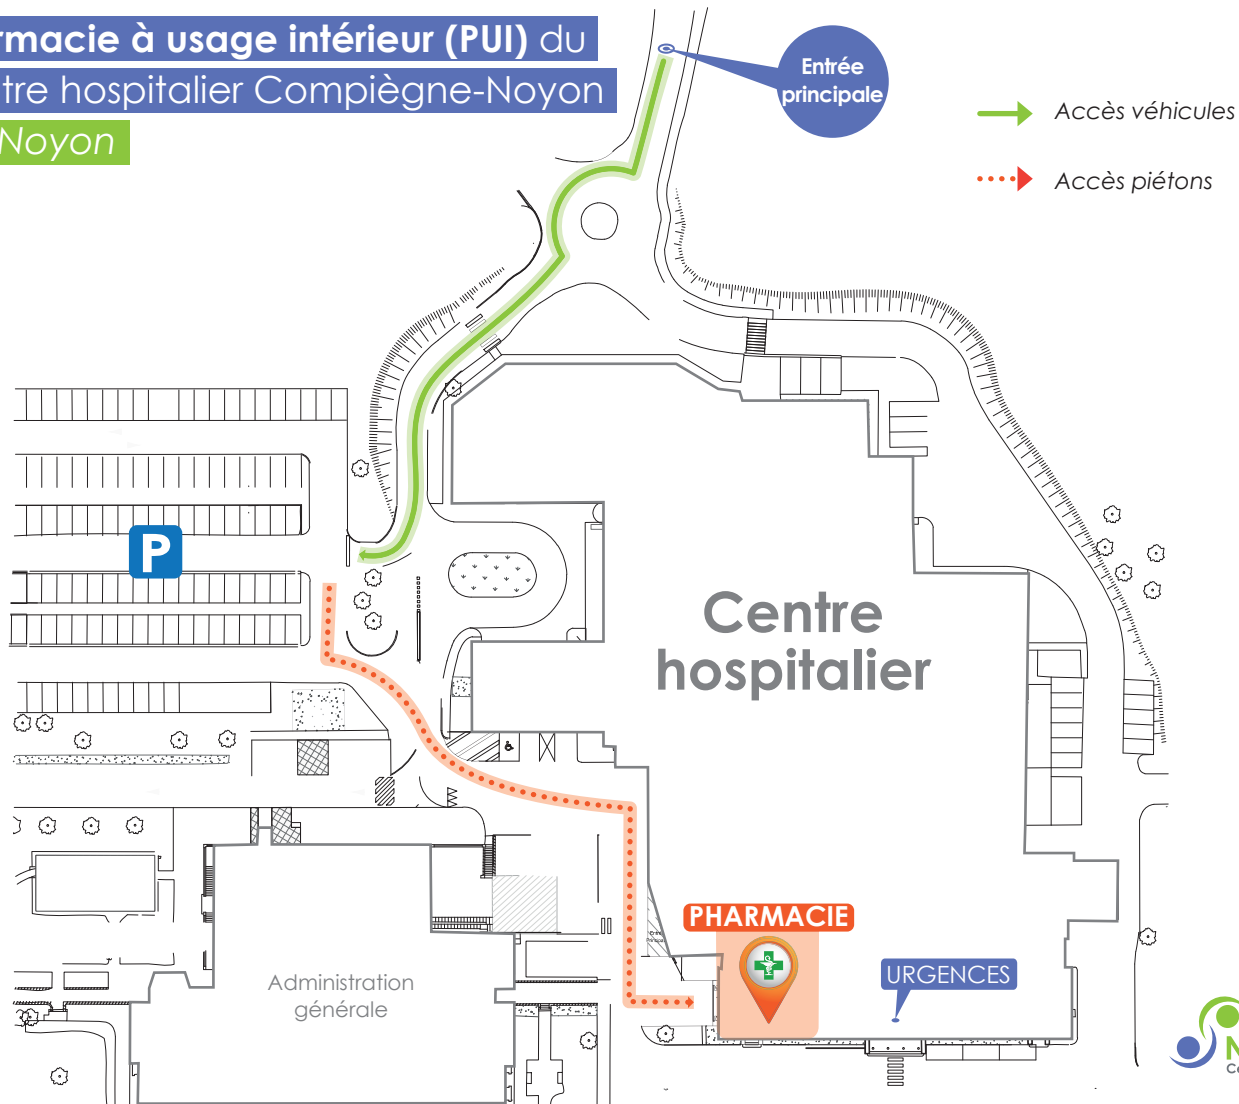 rmacie à usage intérieur (PUI) du
tre hospitalier Compiègne-Noyon
Noyon
Entrée
principale
Accès véhicules
Accès piétons
P
Centre
hospitalier
PHARMACIE
URGENCES
Administration
générale
N
Ce